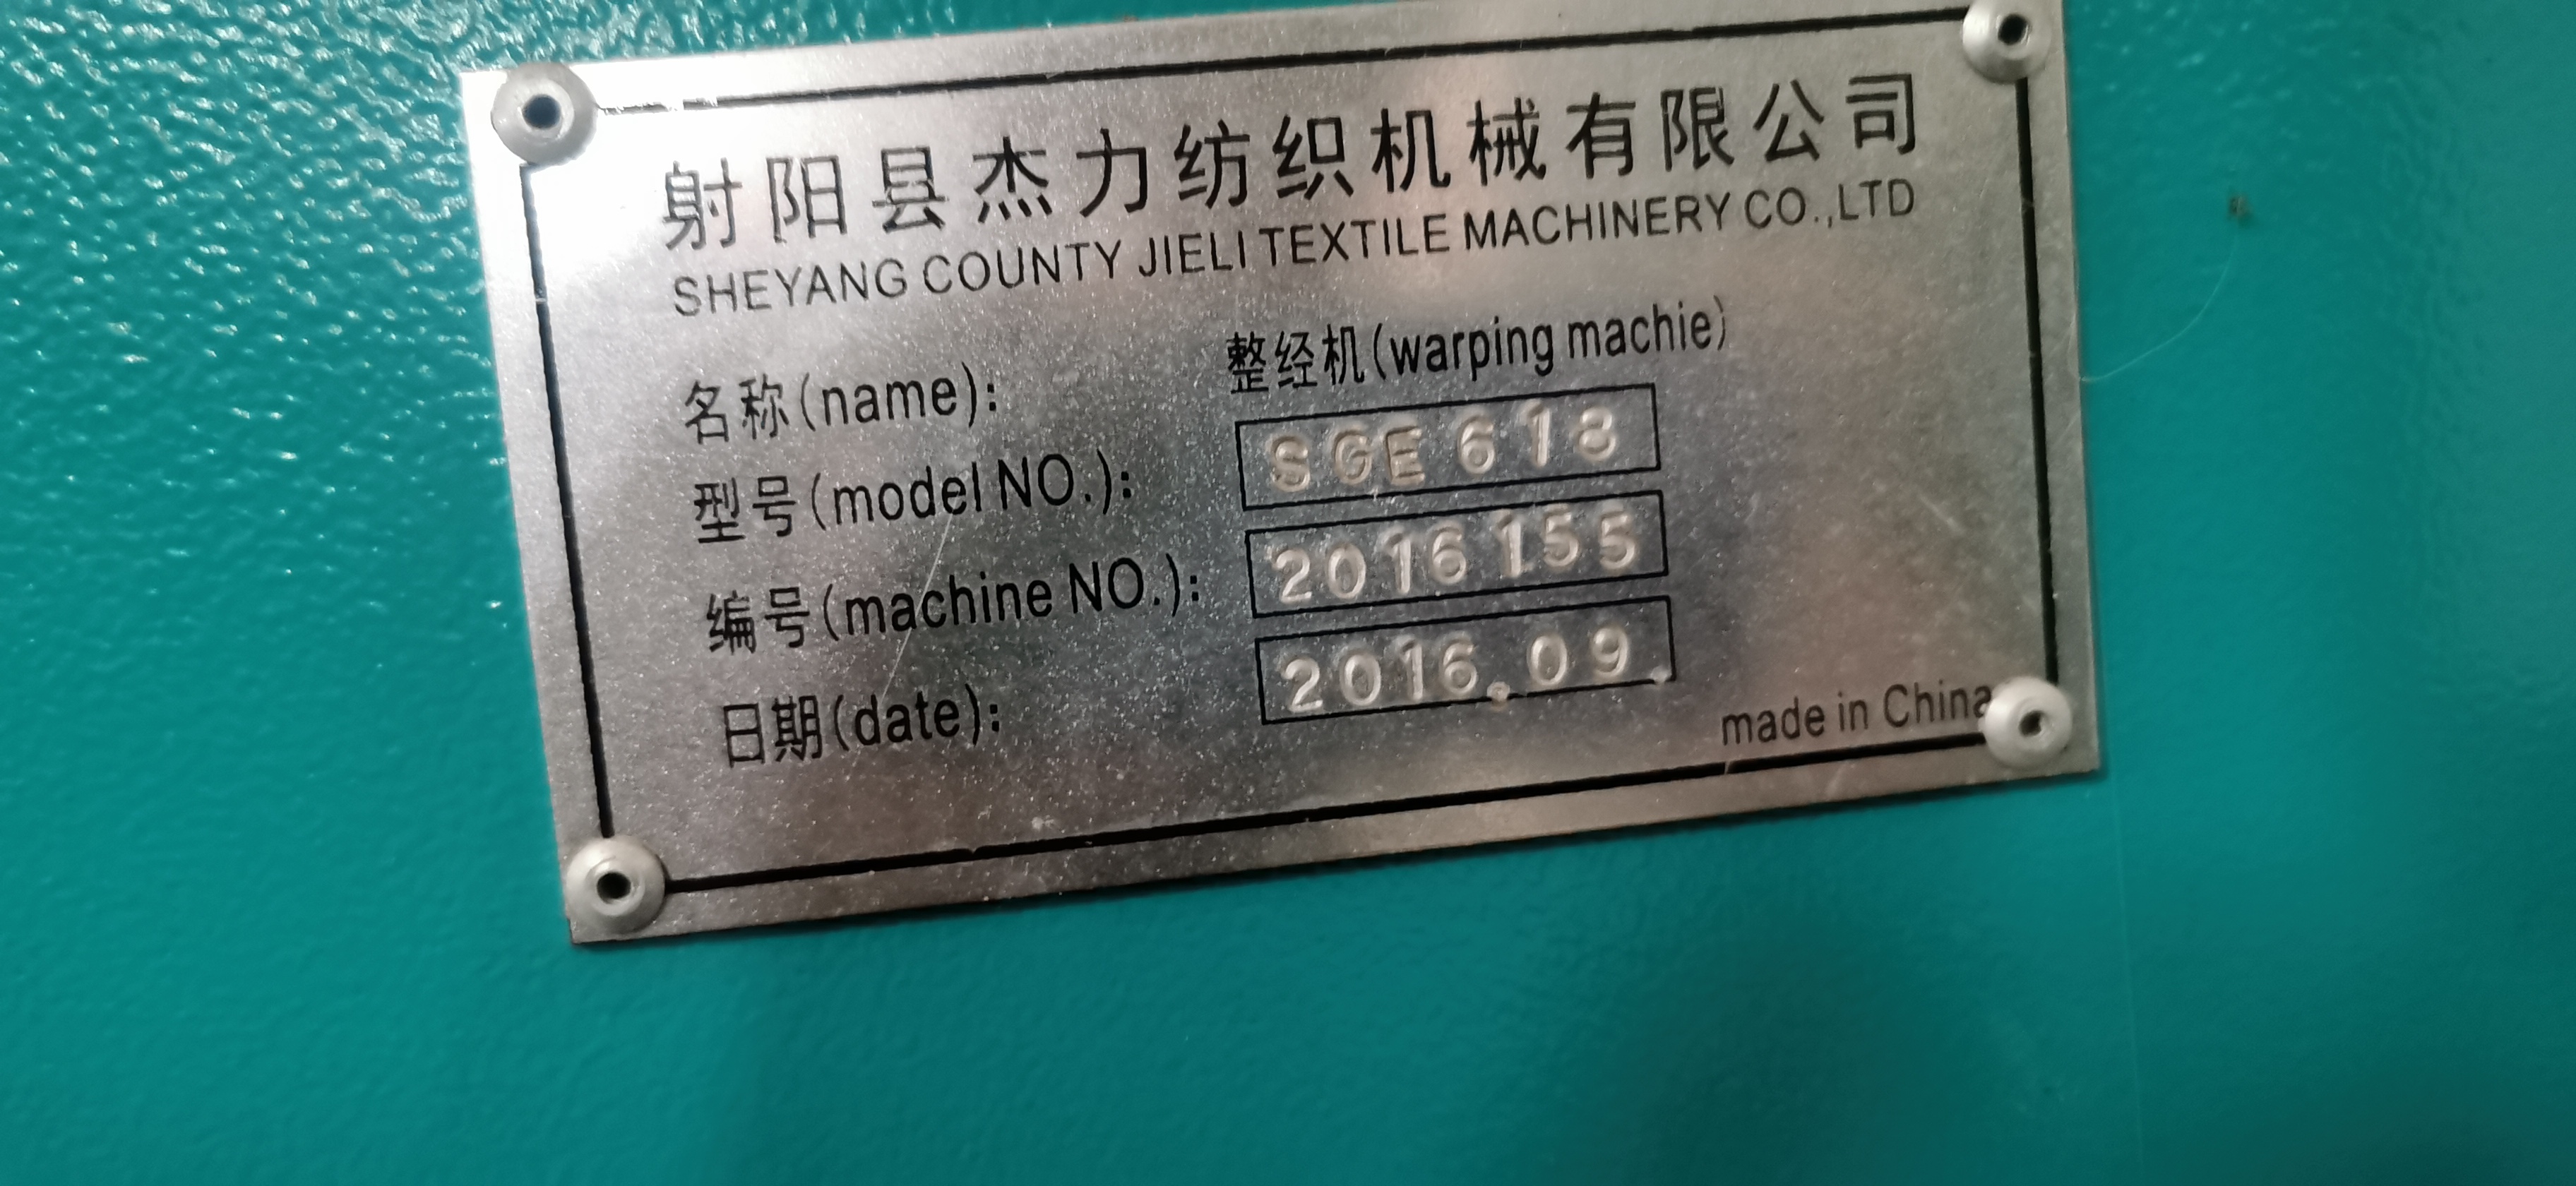 射阳县杰力纺织机械有限公司
SHEYANG COUNTY JIELI TEXTILE MACHINERY CO.,LTD
名称(name): 整经机(warping machie)
型号(model NO.): SGE 618
编号(machine NO.): 2016155
日期(date): 2016.09.
made in China